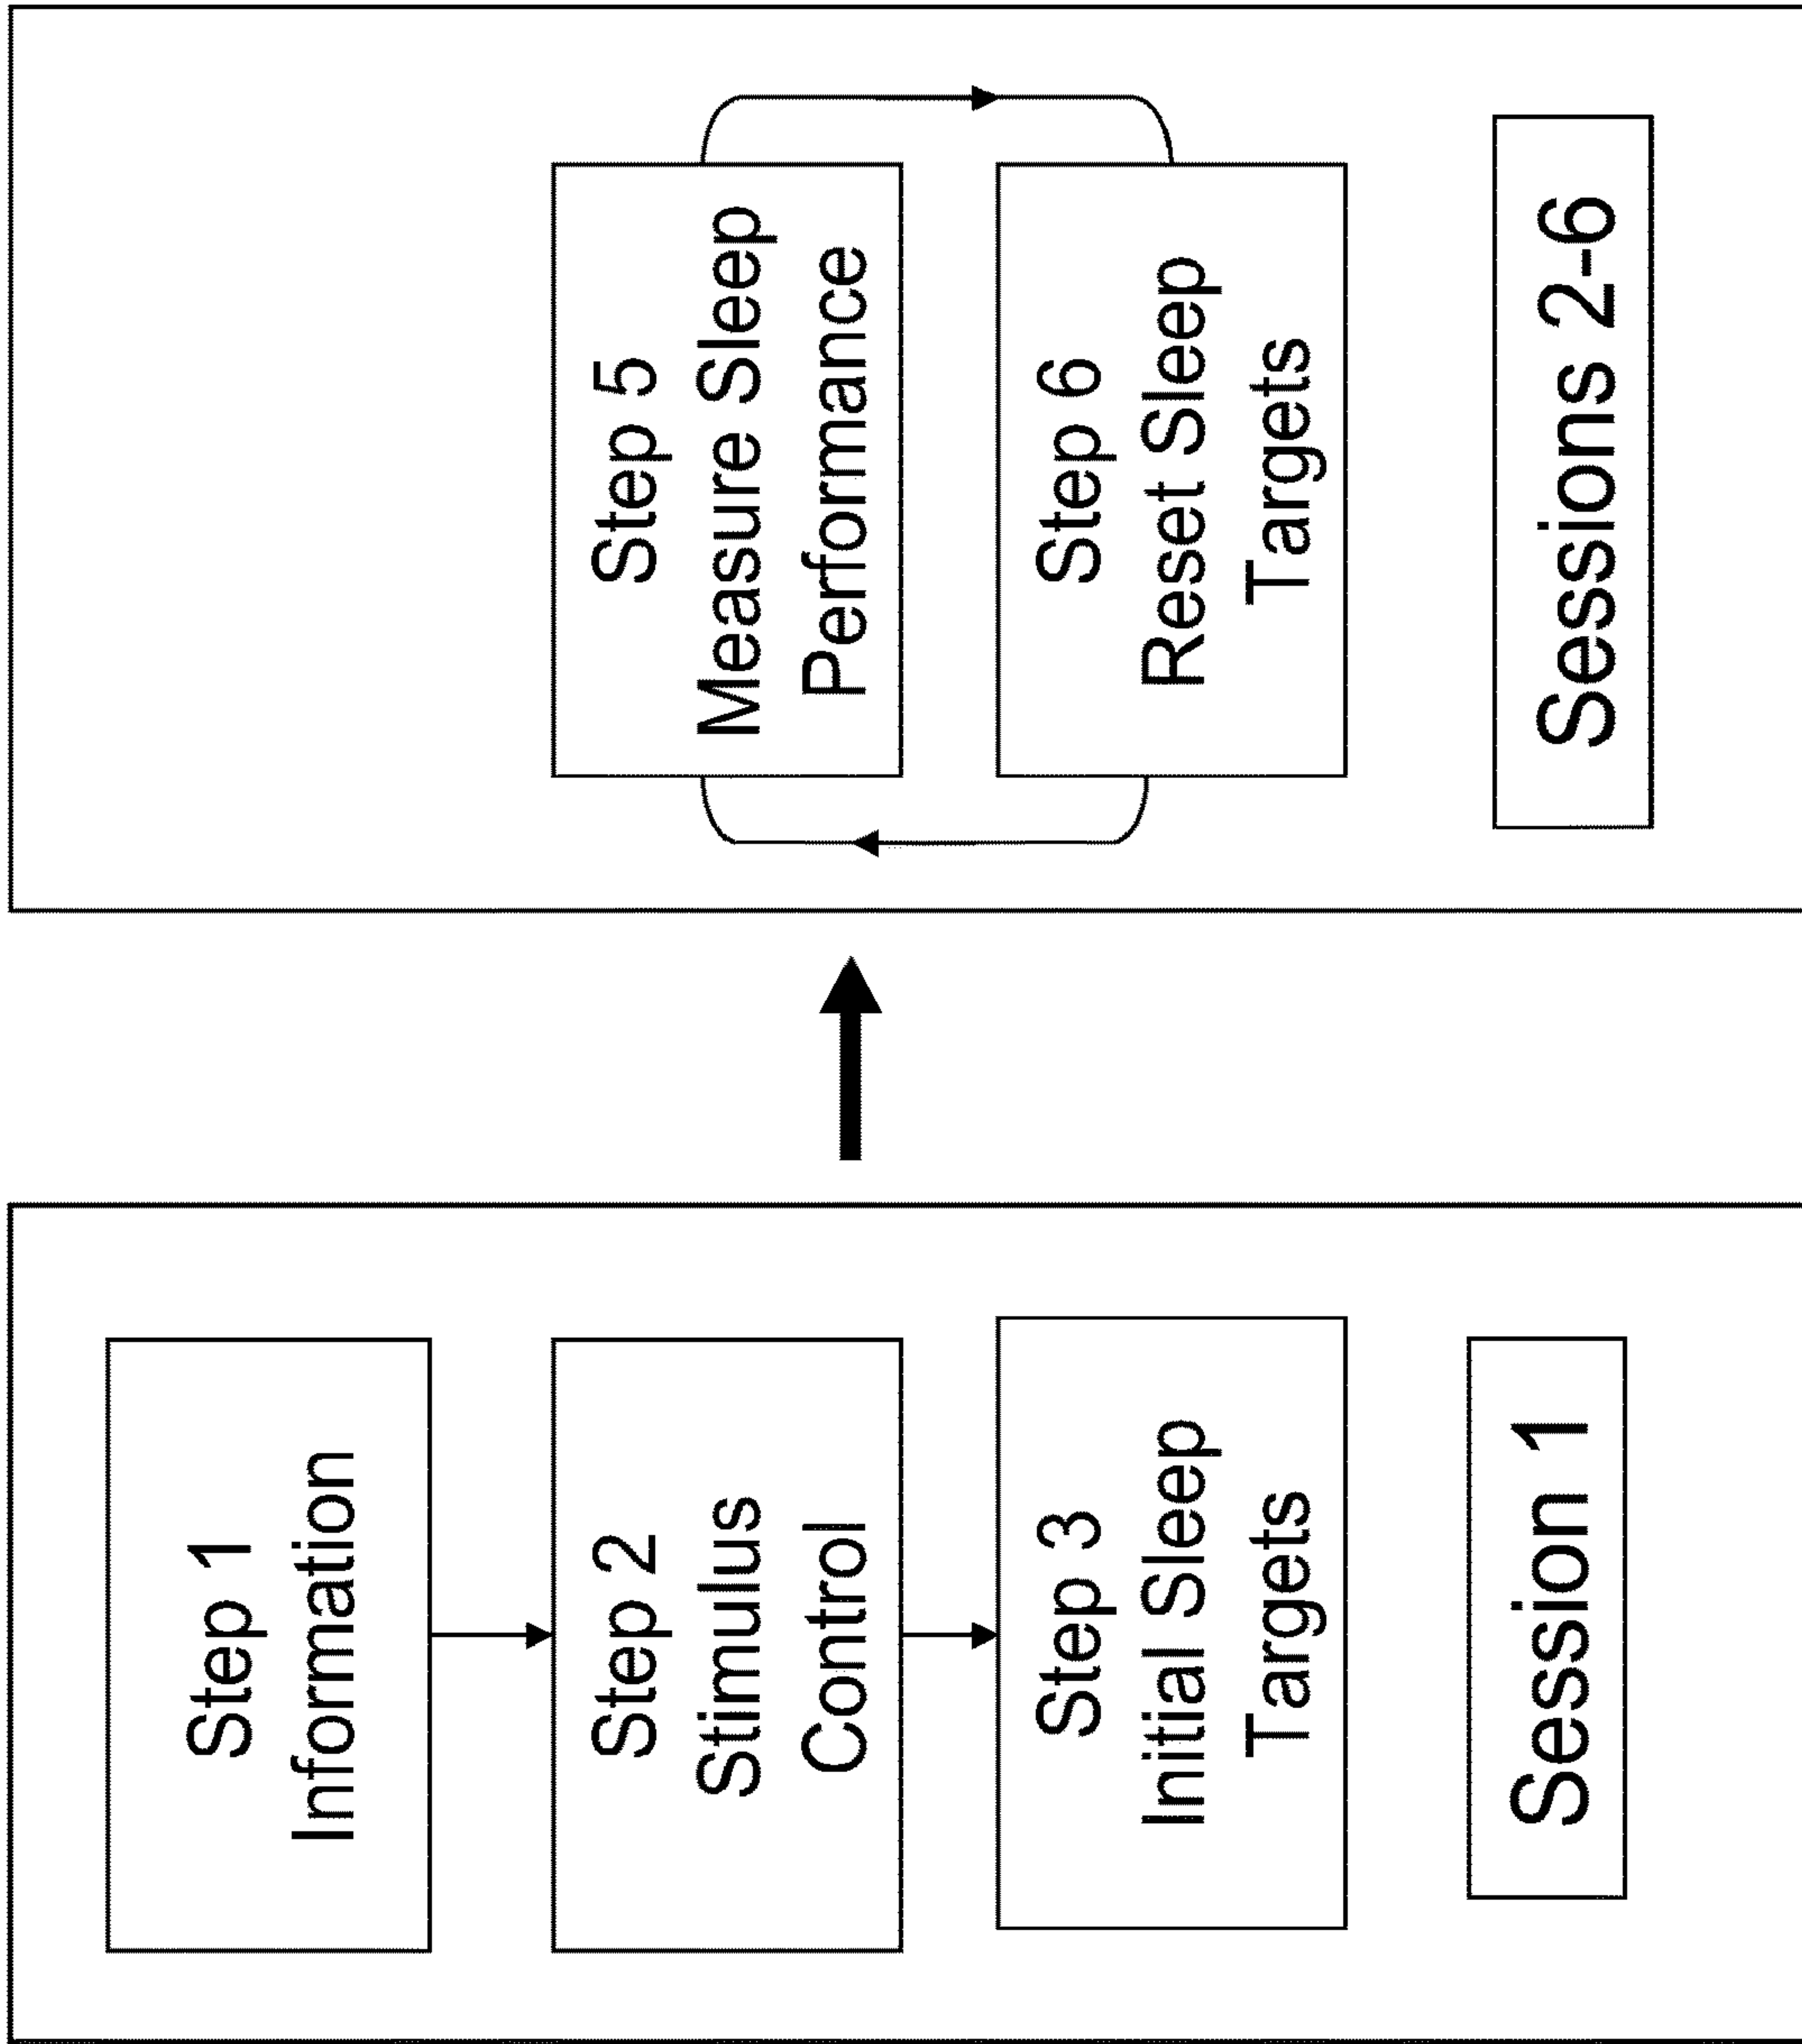 Step 1
Information
Step 2
Stimulus
Control
Step 3
Initial Sleep
Targets
Session 1
Step 5
Measure Sleep
Performance
Step 6
Reset Sleep
Targets
Sessions 2-6